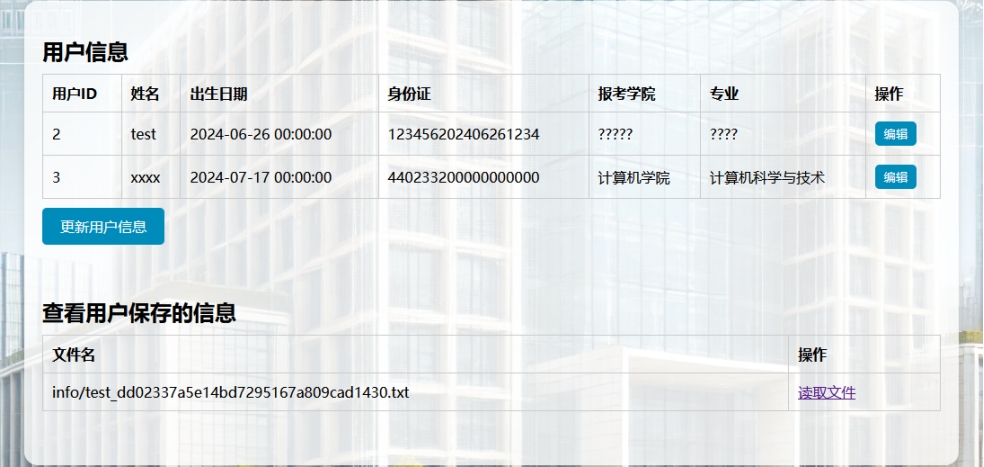 用户信息
用户ID 姓名 出生日期 身份证 报考学院 专业 操作
2 test 2024-06-26 00:00:00 123456202406261234 ????? ???? 编辑
3 xxxx 2024-07-17 00:00:00 440233200000000000 计算机学院 计算机科学与技术 编辑
更新用户信息
查看用户保存的信息
文件名 操作
info/test_dd02337a5e14bd7295167a809cad1430.txt 读取文件